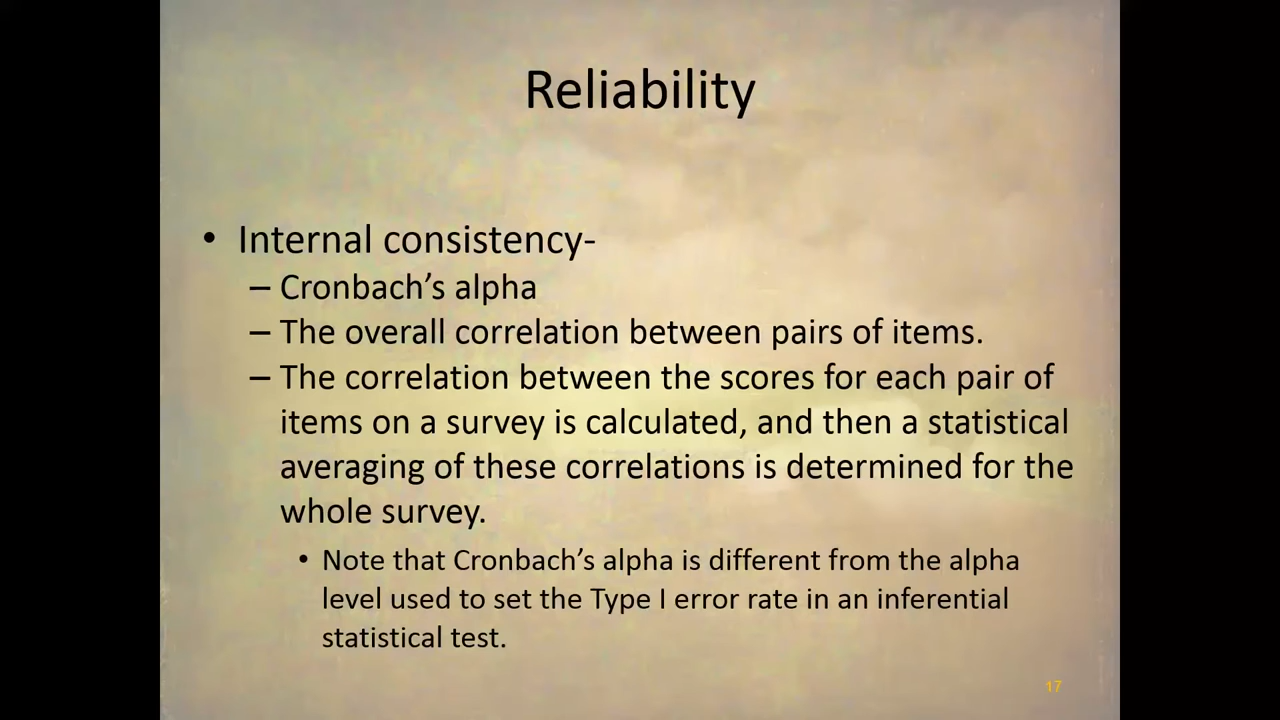 Reliability
• Internal consistency-
– Cronbach’s alpha
– The overall correlation between pairs of items.
– The correlation between the scores for each pair of
items on a survey is calculated, and then a statistical
averaging of these correlations is determined for the
whole survey.
• Note that Cronbach’s alpha is different from the alpha
level used to set the Type I error rate in an inferential
statistical test.
17